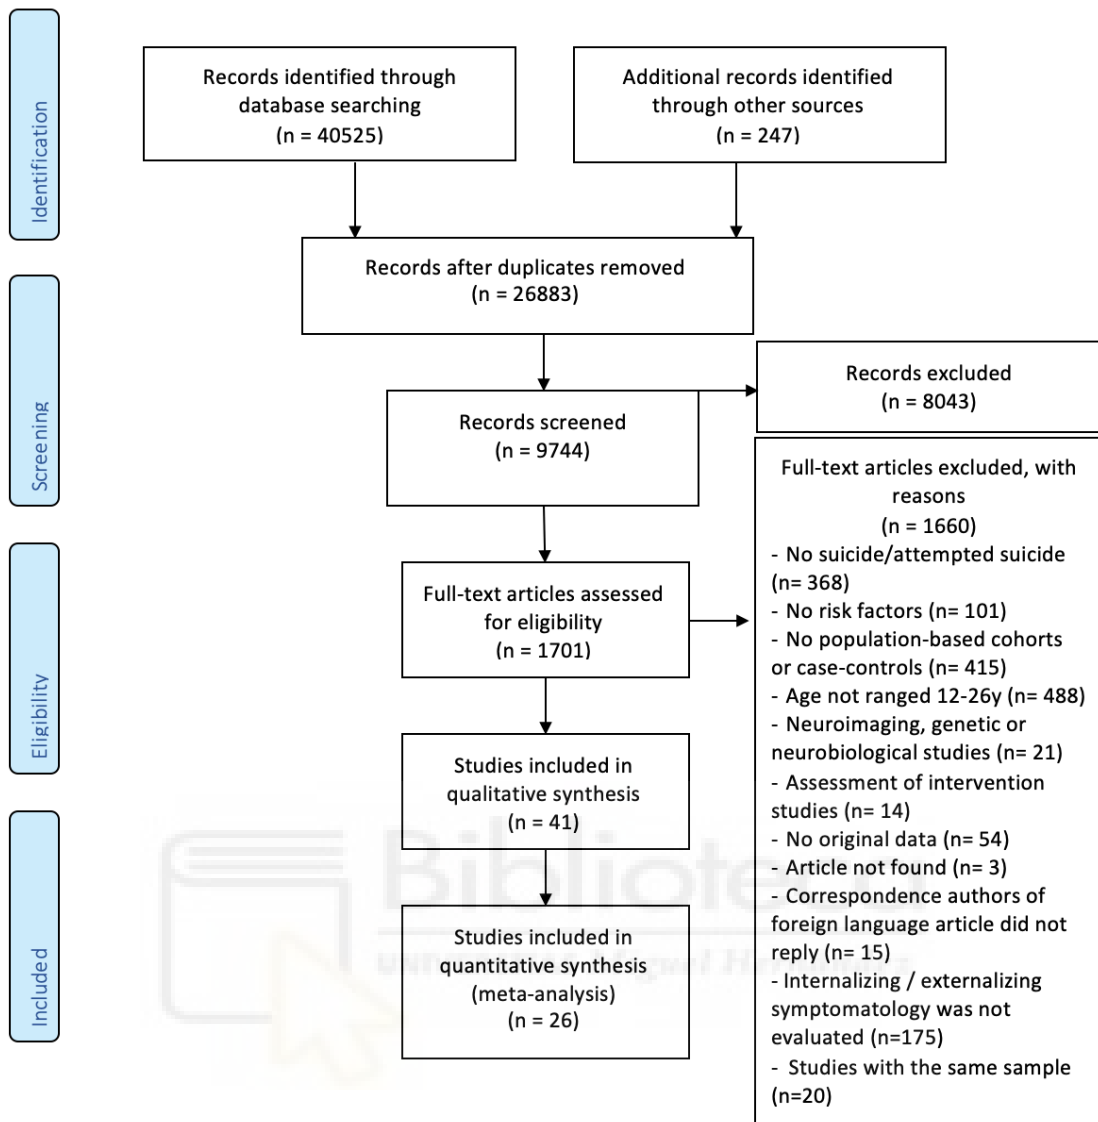 Identification
Records identified through
database searching
(n = 40525)
Additional records identified
through other sources
(n = 247)
Records after duplicates removed
(n = 26883)
Screening
Records screened
(n = 9744)
Records excluded
(n = 8043)
Eligibility
Full-text articles assessed
for eligibility
(n = 1701)
Full-text articles excluded, with
reasons
(n = 1660)
- No suicide/attempted suicide
(n= 368)
- No risk factors (n= 101)
- No population-based cohorts
or case-controls (n= 415)
- Age not ranged 12-26y (n= 488)
- Neuroimaging, genetic or
neurobiological studies (n= 21)
- Assessment of intervention
studies (n= 14)
- No original data (n= 54)
- Article not found (n= 3)
- Correspondence authors of
foreign language article did not
reply (n= 15)
- Internalizing / externalizing
symptomatology was not
evaluated (n=175)
- Studies with the same sample
(n=20)
Studies included in
qualitative synthesis
(n = 41)
Included
Studies included in
quantitative synthesis
(meta-analysis)
(n = 26)
Biblioteca
Miguel